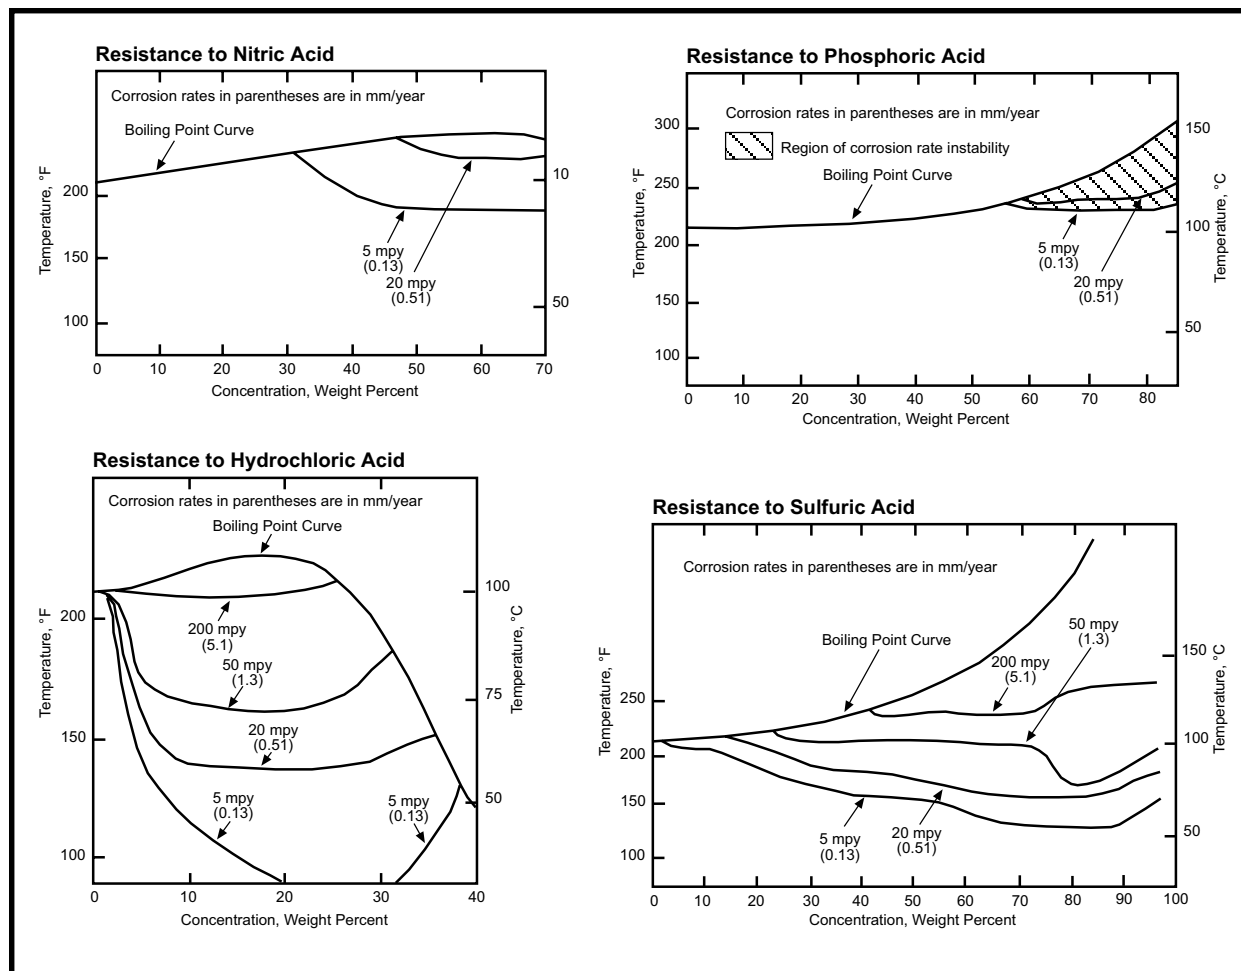 Resistance to Nitric Acid
Corrosion rates in parentheses are in mm/year
Boiling Point Curve
Temperature, °F
200
150
100
10
50
5 mpy
(0.13)
20 mpy
(0.51)
0 10 20 30 40 50 60 70
Concentration, Weight Percent
Resistance to Phosphoric Acid
Corrosion rates in parentheses are in mm/year
Region of corrosion rate instability
Boiling Point Curve
Temperature, °F
300
250
200
150
100
150
100
50
Temperature, °C
5 mpy
(0.13)
20 mpy
(0.51)
0 10 20 30 40 50 60 70 80
Concentration, Weight Percent
Resistance to Hydrochloric Acid
Corrosion rates in parentheses are in mm/year
Boiling Point Curve
Temperature, °F
200
150
100
100
75
50
Temperature, °C
200 mpy
(5.1)
50 mpy
(1.3)
20 mpy
(0.51)
5 mpy
(0.13)
5 mpy
(0.13)
0 10 20 30 40
Concentration, Weight Percent
Resistance to Sulfuric Acid
Corrosion rates in parentheses are in mm/year
Boiling Point Curve
50 mpy
(1.3)
200 mpy
(5.1)
Temperature, °F
250
200
150
100
150
100
50
Temperature, °C
5 mpy
(0.13)
20 mpy
(0.51)
0 10 20 30 40 50 60 70 80 90 100
Concentration, Weight Percent